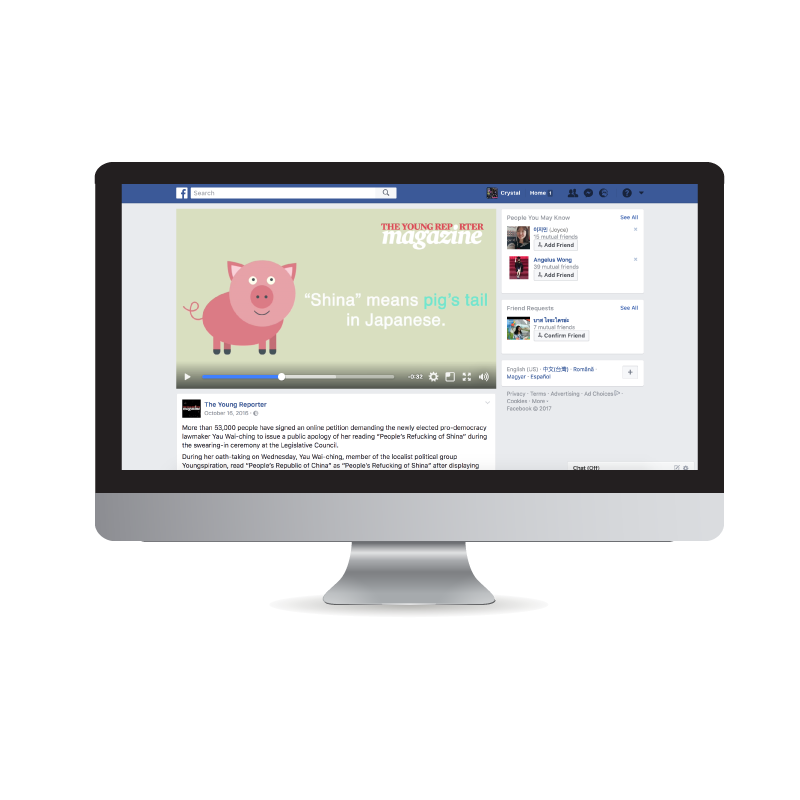 f
Search
Crystal
Home 1
THE YOUNG REPORTER
magazine
“Shina” means pig’s tail
in Japanese.
-0:32
The Young Reporter
October 16, 2016 ·
More than 53,000 people have signed an online petition demanding the newly elected pro-democracy
lawmaker Yau Wai-ching to issue a public apology of her reading “People’s Refucking of Shina” during
the swearing-in ceremony at the Legislative Council.
During her oath-taking on Wednesday, Yau Wai-ching, member of the localist political group
Youngspiration, read “People’s Republic of China” as “People’s Refucking of Shina” after displaying
People You May Know
See All
이지민 (Joyce)
15 mutual friends
Add Friend
Angelus Wong
39 mutual friends
Add Friend
Friend Requests
See All
7 mutual friends
Confirm Friend
English (US) · 中文(台灣) · Română ·
Magyar · Español
+
Privacy · Terms · Advertising · Ad Choices
Cookies · More
Facebook © 2017
Chat (Off)